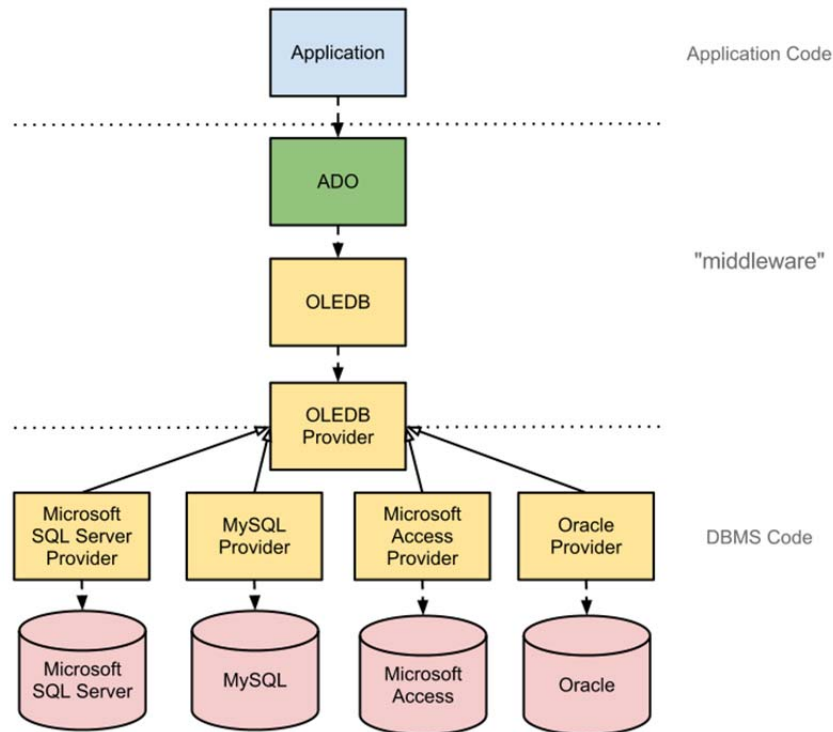 Application
Application Code
ADO
"middleware"
OLEDB
OLEDB
Provider
Microsoft
SQL Server
Provider
MySQL
Provider
Microsoft
Access
Provider
Oracle
Provider
DBMS Code
Microsoft
SQL Server
MySQL
Microsoft
Access
Oracle